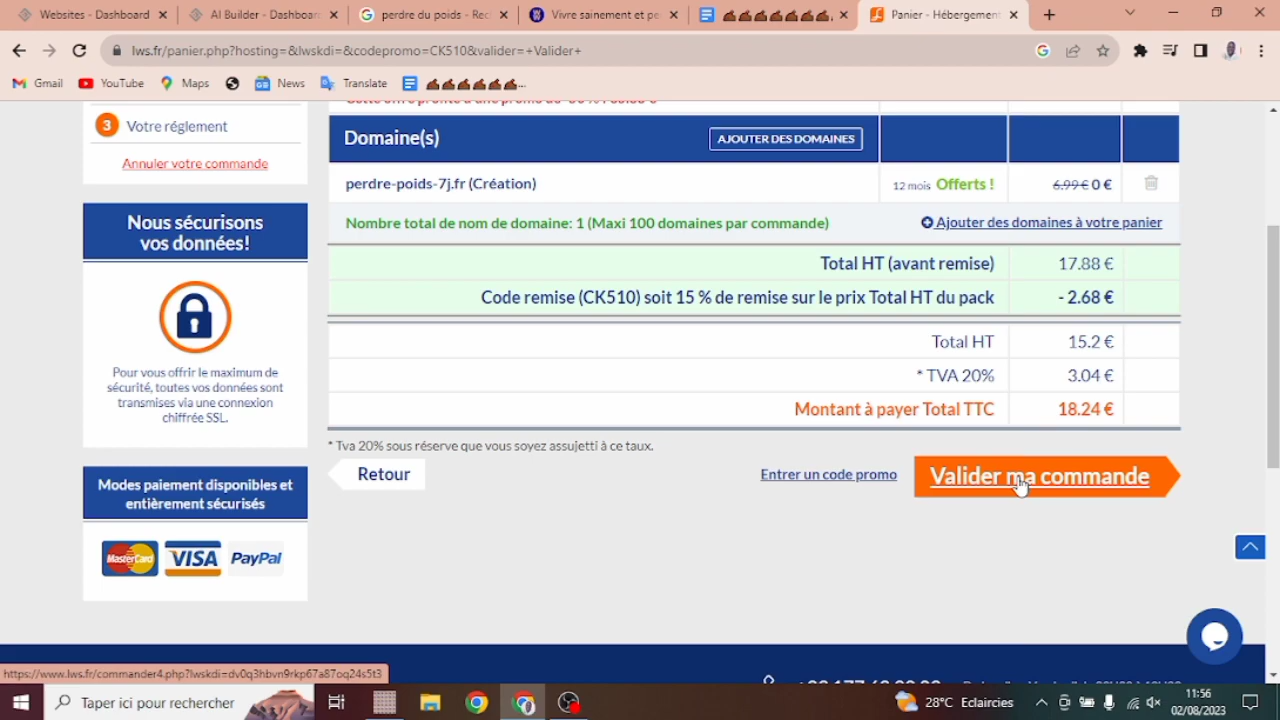 Websites - Dashboard
AI Builder - Dashboar
perdre du poids - Rec
Vivre sainement et pe
Panier - Hébergement
lws.fr/panier.php?hosting=&lwskdi=&codepromo=CK510&valider=+Valider+
Gmail
YouTube
Maps
News
Translate
3 Votre réglement
Annuler votre commande
Nous sécurisons
vos données!
Pour vous offrir le maximum de
sécurité, toutes vos données sont
transmises via une connexion
chiffrée SSL.
Modes paiement disponibles et
entièrement sécurisés
MasterCard VISA PayPal
Domaine(s) AJOUTER DES DOMAINES
perdre-poids-7j.fr (Création) 12 mois Offerts ! 6.99 € 0 €
Nombre total de nom de domaine: 1 (Maxi 100 domaines par commande) Ajouter des domaines à votre panier
Total HT (avant remise) 17.88 €
Code remise (CK510) soit 15 % de remise sur le prix Total HT du pack - 2.68 €
Total HT 15.2 €
* TVA 20% 3.04 €
Montant à payer Total TTC 18.24 €
* Tva 20% sous réserve que vous soyez assujetti à ce taux.
Retour Entrer un code promo Valider ma commande
https://www.lws.fr/commander4.php?lwskdi=dv0q3hbvn9rkp67a87oq24s5t3
Taper ici pour rechercher
28°C Eclaircies
11:56
02/08/2023